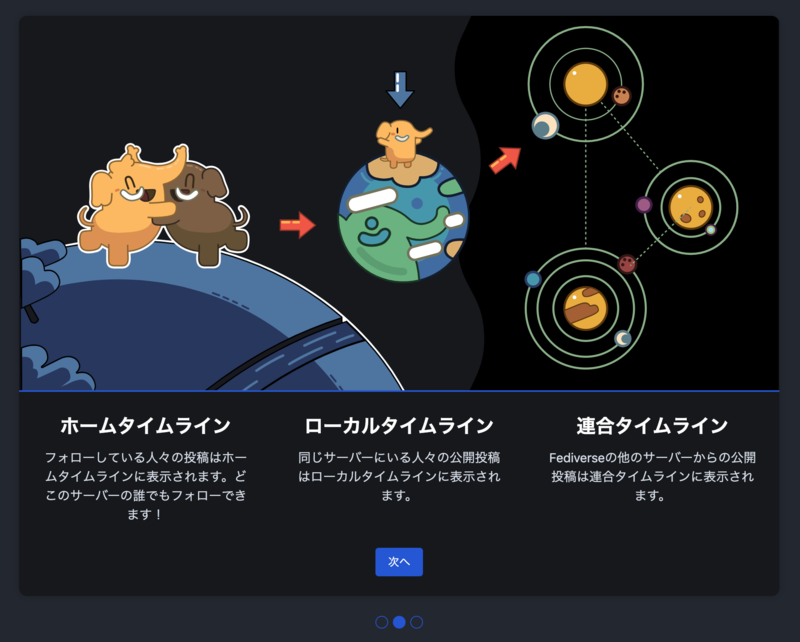 ホームタイムライン
フォローしている人々の投稿はホー
ムタイムラインに表示されます。ど
このサーバーの誰でもフォローでき
ます！
ローカルタイムライン
同じサーバーにいる人々の公開投稿
はローカルタイムラインに表示され
ます。
連合タイムライン
Fediverseの他のサーバーからの公開
投稿は連合タイムラインに表示され
ます。
次へ